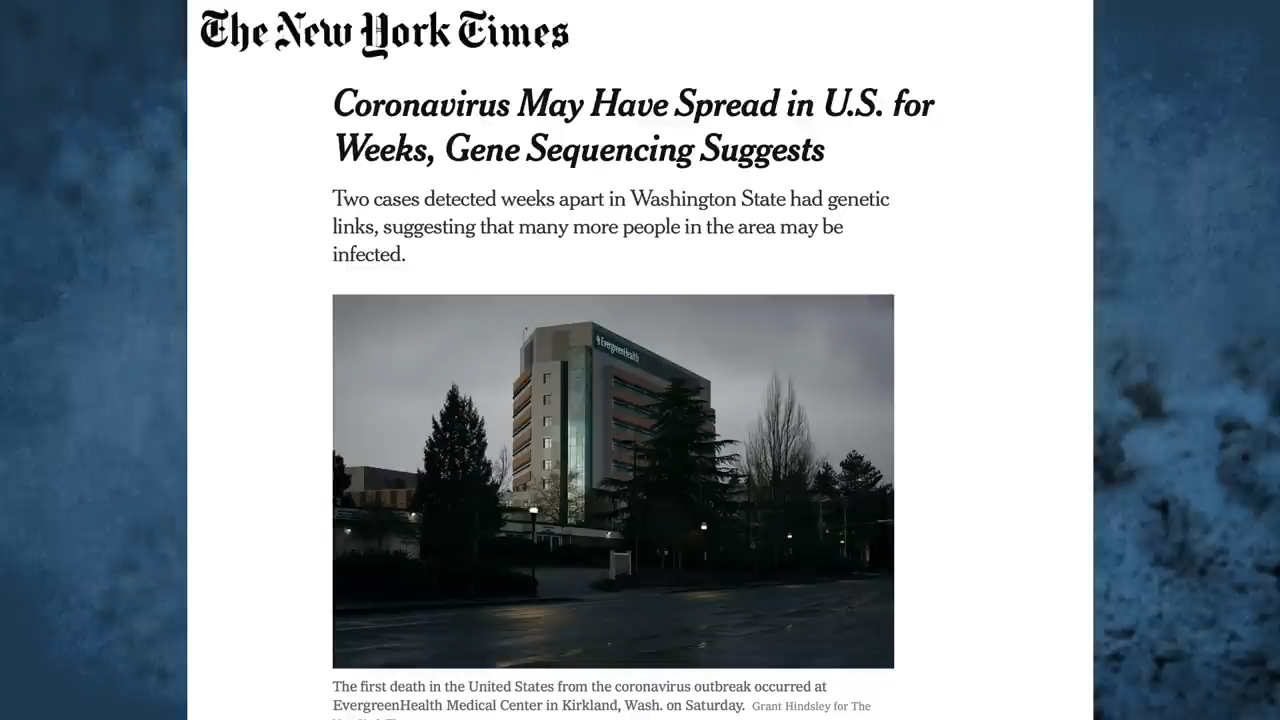 The New York Times
Coronavirus May Have Spread in U.S. for
Weeks, Gene Sequencing Suggests
Two cases detected weeks apart in Washington State had genetic
links, suggesting that many more people in the area may be
infected.
EvergreenHealth
The first death in the United States from the coronavirus outbreak occurred at
EvergreenHealth Medical Center in Kirkland, Wash. on Saturday. Grant Hindsley for The